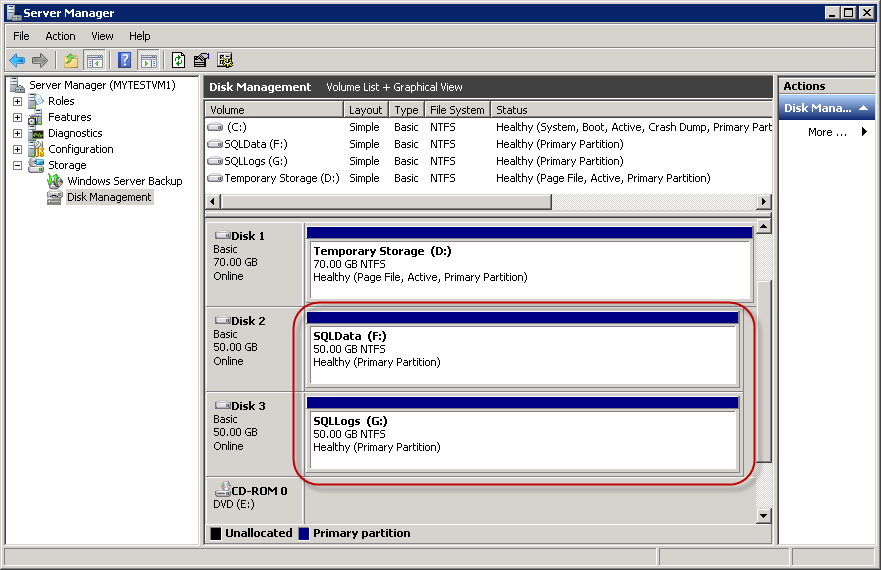 Server Manager
File Action View Help
Server Manager (MYTESTVM1)
Roles
Features
Diagnostics
Configuration
Storage
Windows Server Backup
Disk Management
Disk Management Volume List + Graphical View
Volume Layout Type File System Status
(C:) Simple Basic NTFS Healthy (System, Boot, Active, Crash Dump, Primary Part
SQLData (F:) Simple Basic NTFS Healthy (Primary Partition)
SQLLogs (G:) Simple Basic NTFS Healthy (Primary Partition)
Temporary Storage (D:) Simple Basic NTFS Healthy (Page File, Active, Primary Partition)
Disk 1
Basic
70.00 GB
Online
Temporary Storage (D:)
70.00 GB NTFS
Healthy (Page File, Active, Primary Partition)
Disk 2
Basic
50.00 GB
Online
SQLData (F:)
50.00 GB NTFS
Healthy (Primary Partition)
Disk 3
Basic
50.00 GB
Online
SQLLogs (G:)
50.00 GB NTFS
Healthy (Primary Partition)
CD-ROM 0
DVD (E:)
Unallocated Primary partition
Actions
Disk Mana...
More ...